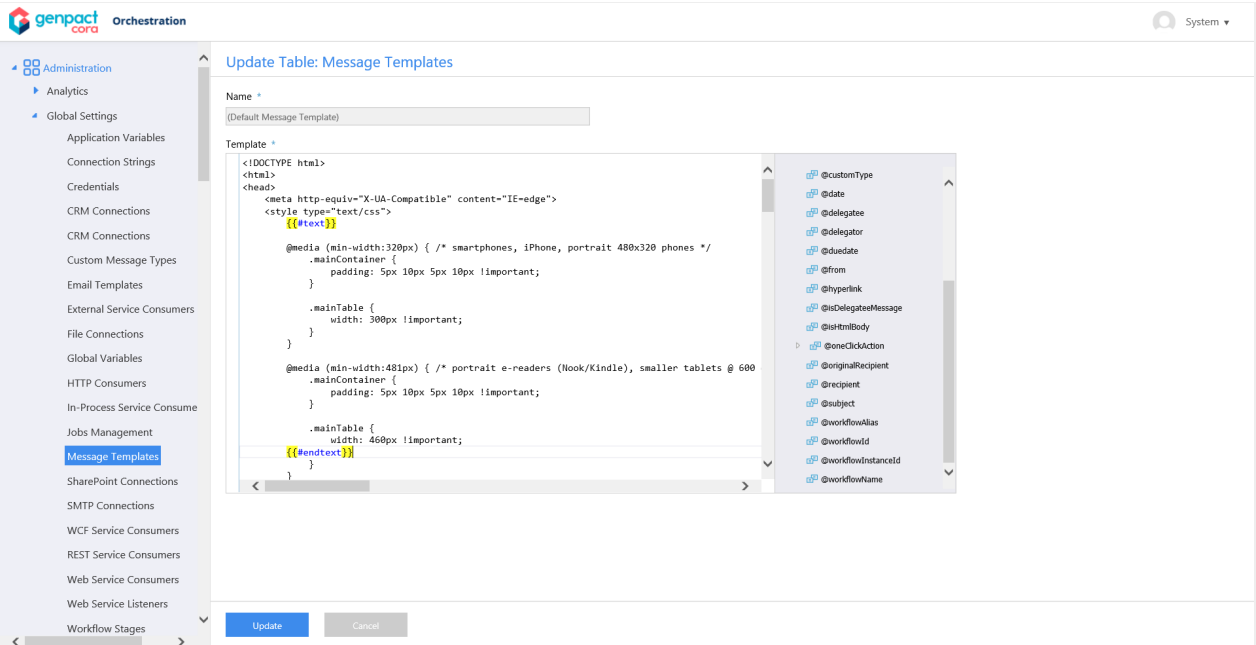 genpact
cora
Orchestration
System ▾
Administration
Analytics
Global Settings
Application Variables
Connection Strings
Credentials
CRM Connections
CRM Connections
Custom Message Types
Email Templates
External Service Consumers
File Connections
Global Variables
HTTP Consumers
In-Process Service Consume
Jobs Management
Message Templates
SharePoint Connections
SMTP Connections
WCF Service Consumers
REST Service Consumers
Web Service Consumers
Web Service Listeners
Workflow Stages
Update Table: Message Templates
Name *
(Default Message Template)
Template *
<!DOCTYPE html>
<html>
<head>
<meta http-equiv="X-UA-Compatible" content="IE=edge">
<style type="text/css">
{{#text}}
@media (min-width:320px) { /* smartphones, iPhone, portrait 480x320 phones */
.mainContainer {
padding: 5px 10px 5px 10px !important;
}
.mainTable {
width: 300px !important;
}
}
@media (min-width:481px) { /* portrait e-readers (Nook/Kindle), smaller tablets @ 600
.mainContainer {
padding: 5px 10px 5px 10px !important;
}
.mainTable {
width: 460px !important;
{{#endtext}}
}
}
@customType
@date
@delegatee
@delegator
@duedate
@from
@hyperlink
@isDelegateeMessage
@isHtmlBody
@oneClickAction
@originalRecipient
@recipient
@subject
@workflowAlias
@workflowId
@workflowInstanceId
@workflowName
Update
Cancel